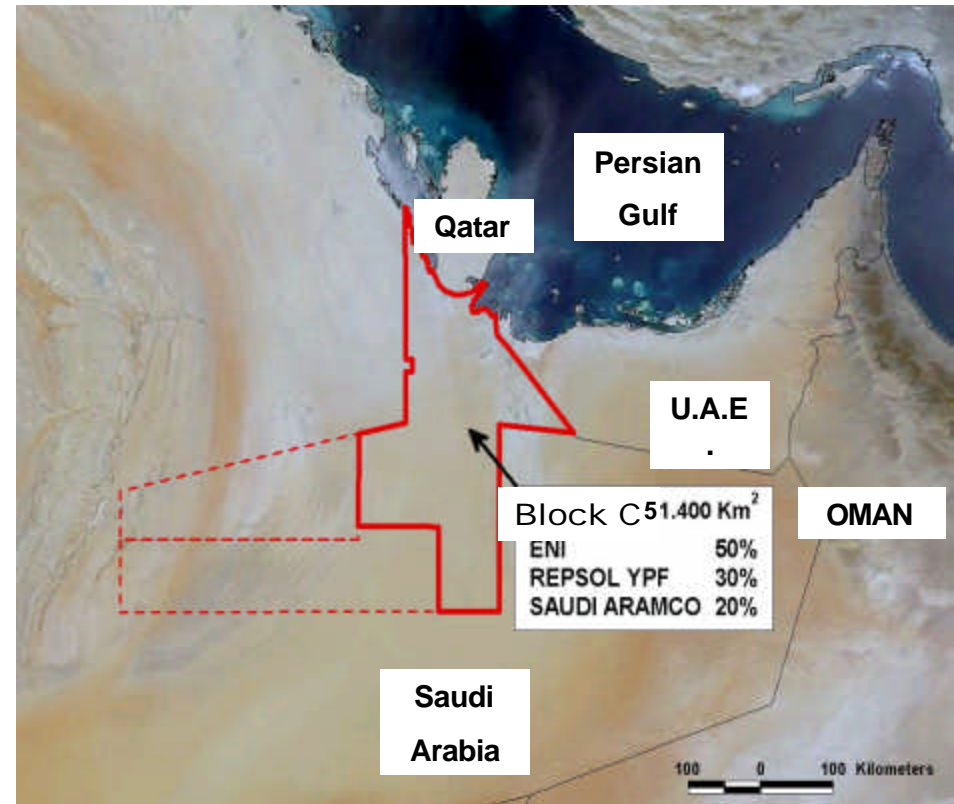 Persian
Gulf
Qatar
U.A.E
.
Block C 51.400 Km²
ENI 50%
REPSOL YPF 30%
SAUDI ARAMCO 20%
OMAN
Saudi
Arabia
100 0 100 Kilometers